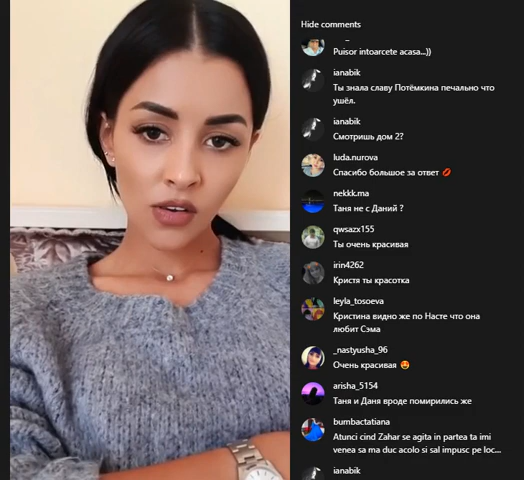 Hide comments
Puisor intoarcete acasa...))
ianabik
Ты знала славу Потёмкина печально что
ушёл.
ianabik
Смотришь дом 2?
luda.nurova
Спасибо большое за ответ 💋
nekkk.ma
Таня не с Даний ?
qwsazx155
Ты очень красивая
irin4262
Кристя ты красотка
leyla_tosoeva
Кристина видно же по Насте что она
любит Сэма
_nastyusha_96
Очень красивая 😍
arisha_5154
Таня и Даня вроде помирились же
bumbactatiana
Atunci cind Zahar se agita in partea ta imi
venea sa ma duc acolo si sal impusc pe loc...
ianabik